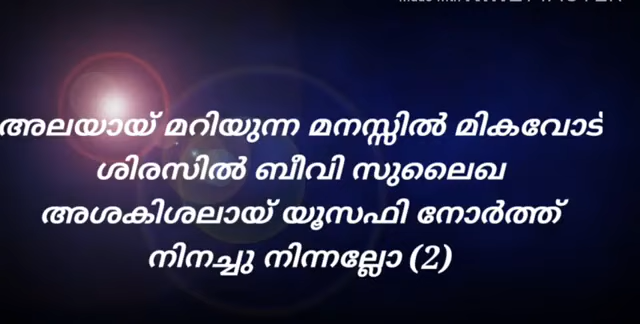 അലയായ് മറിയുന്ന മനസ്സിൽ മികവോട്
ശിരസിൽ ബീവി സുലൈഖ
അശകിശലായ് യൂസഫി നോർത്ത്
നിനച്ചു നിന്നല്ലോ (2)